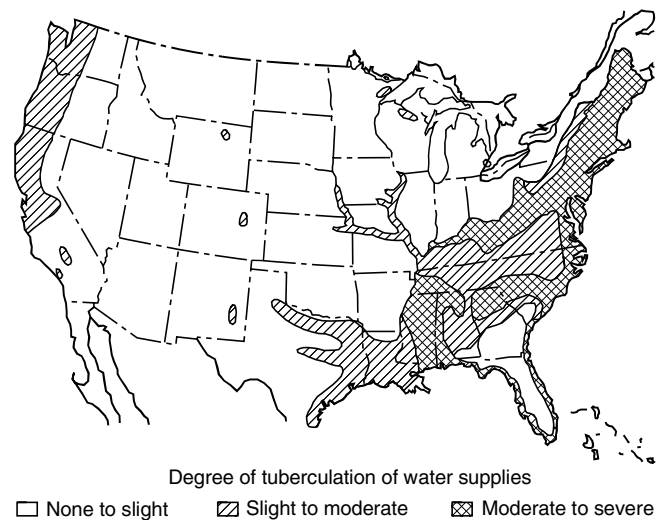 Degree of tuberculation of water supplies
None to slight Slight to moderate Moderate to severe